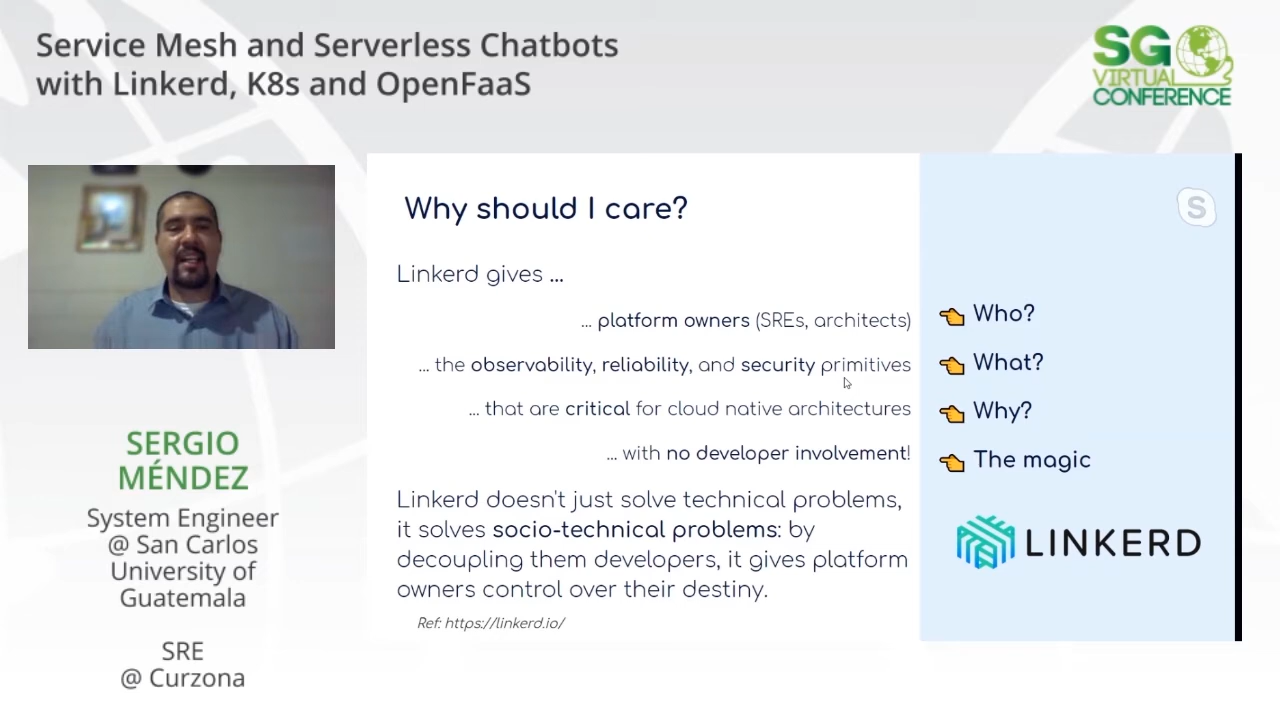 Service Mesh and Serverless Chatbots
with Linkerd, K8s and OpenFaaS
SG
VIRTUAL
CONFERENCE
SERGIO
MÉNDEZ
System Engineer
@ San Carlos
University of
Guatemala
SRE
@ Curzona
Why should I care?
Linkerd gives ...
... platform owners (SREs, architects)
... the observability, reliability, and security primitives
... that are critical for cloud native architectures
... with no developer involvement!
Linkerd doesn't just solve technical problems,
it solves socio-technical problems: by
decoupling them developers, it gives platform
owners control over their destiny.
Ref: https://linkerd.io/
S
Who?
What?
Why?
The magic
LINKERD